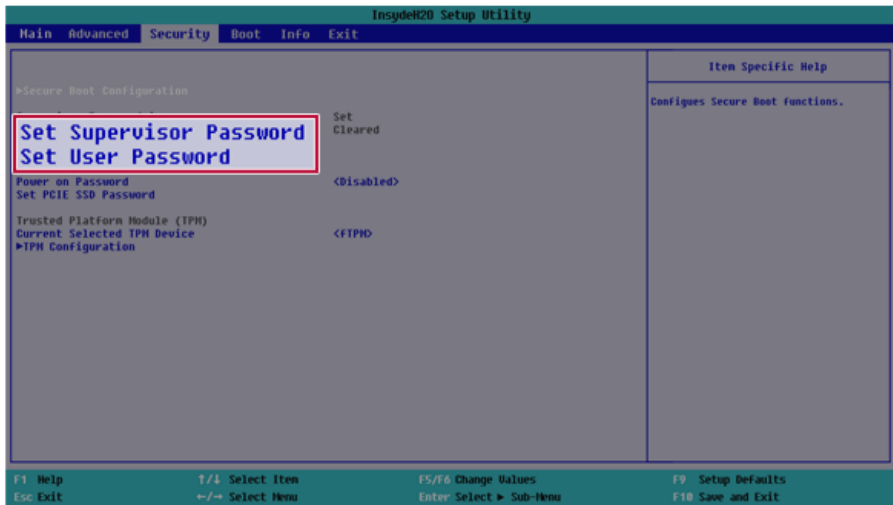 InsydeH20 Setup Utility
Main Advanced Security Boot Info Exit
Item Specific Help
▶Secure Boot Configuration
Configues Secure Boot functions.
Set
Cleared
Set Supervisor Password
Set User Password
Power on Password <Disabled>
Set PCIE SSD Password
Trusted Platform Module (TPM)
Current Selected TPM Device <FTPM>
▶TPM Configuration
F1 Help ↑/↓ Select Item F5/F6 Change Values F9 Setup Defaults
Esc Exit ←/→ Select Menu Enter Select ▶ Sub-Menu F10 Save and Exit